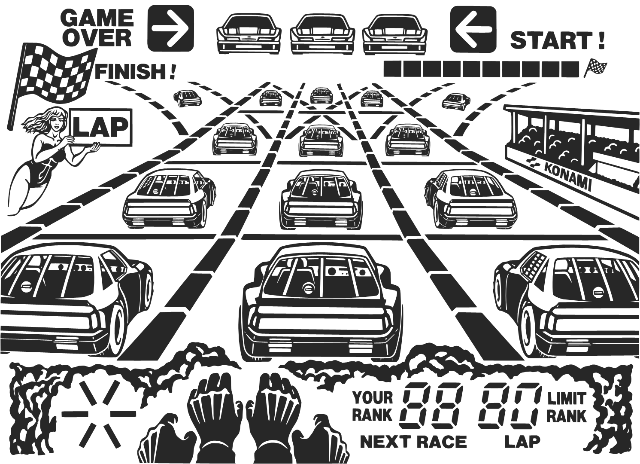 GAME
OVER
START!
FINISH!
LAP
KONAMI
YOUR
RANK
88
80
LIMIT
RANK
NEXT RACE
LAP